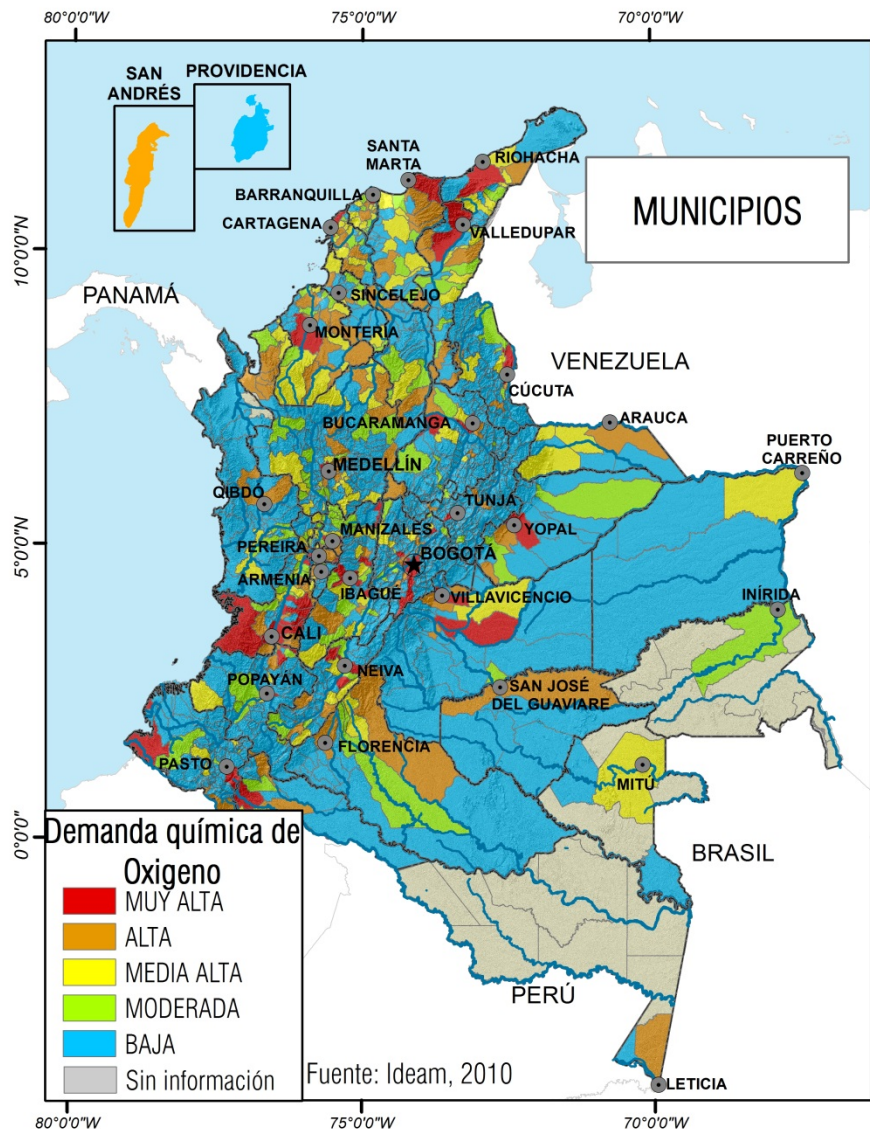 80°0'0"W
75°0'0"W
70°0'0"W
SAN
ANDRÉS
PROVIDENCIA
SANTA
MARTA
RIOHACHA
BARRANQUILLA
MUNICIPIOS
CARTAGENA
VALLEDUPAR
10°0'0"N
PANAMÁ
SINCELEJO
MONTERÍA
VENEZUELA
CÚCUTA
ARAUCA
BUCARAMANGA
PUERTO
CARREÑO
MEDELLÍN
QIBDÓ
TUNJA
YOPAL
MANIZALES
5°0'0"N
PEREIRA
BOGOTÁ
ARMENIA
IBAGUÉ
VILLAVICENCIO
INÍRIDA
CALI
NEIVA
POPAYÁN
SAN JOSÉ
DEL GUAVIARE
FLORENCIA
PASTO
MITÚ
0°0'0"
Demanda química de
Oxigeno
BRASIL
MUY ALTA
ALTA
MEDIA ALTA
MODERADA
PERÚ
BAJA
Sin información
Fuente: Ideam, 2010
LETICIA
80°0'0"W
75°0'0"W
70°0'0"W